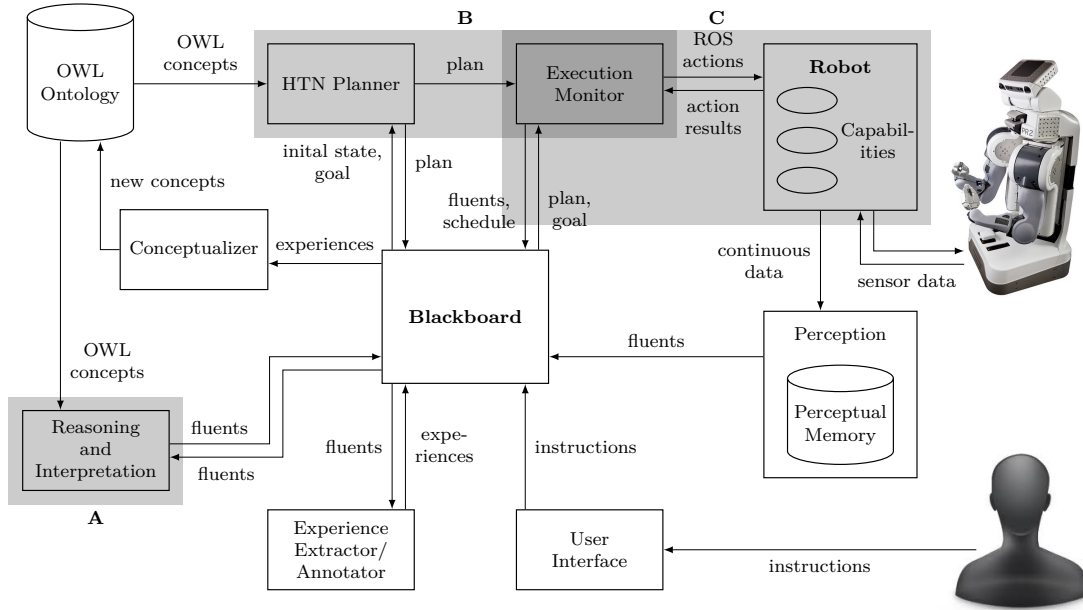 B
C
OWL
Ontology
OWL
concepts
HTN Planner
plan
Execution
Monitor
ROS
actions
action
results
Robot
Capabil-
ities
PR2
inital state,
goal
plan
fluents,
schedule
plan,
goal
new concepts
Conceptualizer
experiences
continuous
data
sensor data
Blackboard
fluents
Perception
Perceptual
Memory
OWL
concepts
Reasoning
and
Interpretation
fluents
fluents
A
fluents
expe-
riences
instructions
Experience
Extractor/
Annotator
User
Interface
instructions